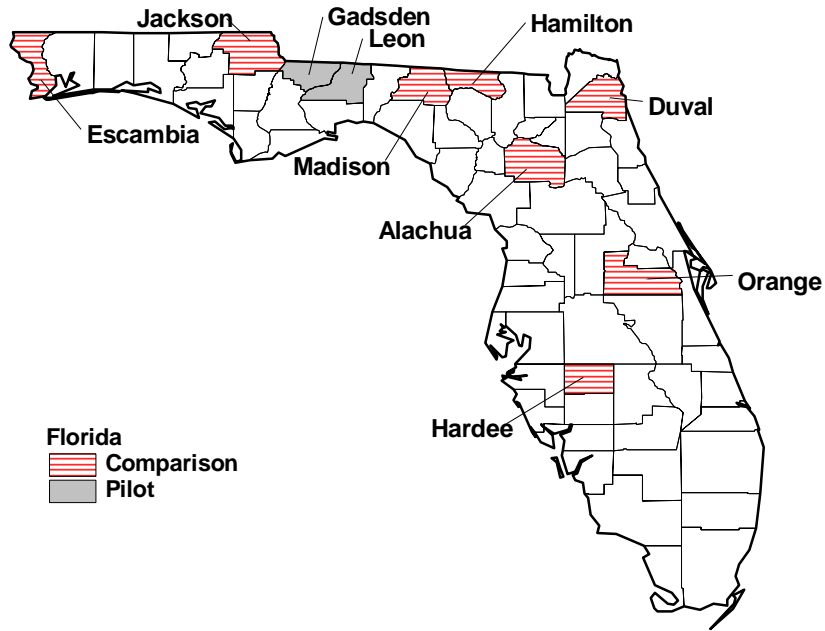 Jackson
Gadsden
Leon
Hamilton
Duval
Escambia
Madison
Alachua
Orange
Hardee
Florida
Comparison
Pilot